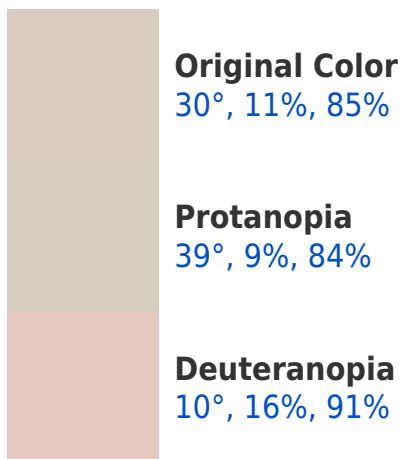 Original Color
30°, 11%, 85%
Protanopia
39°, 9%, 84%
Deuteranopia
10°, 16%, 91%